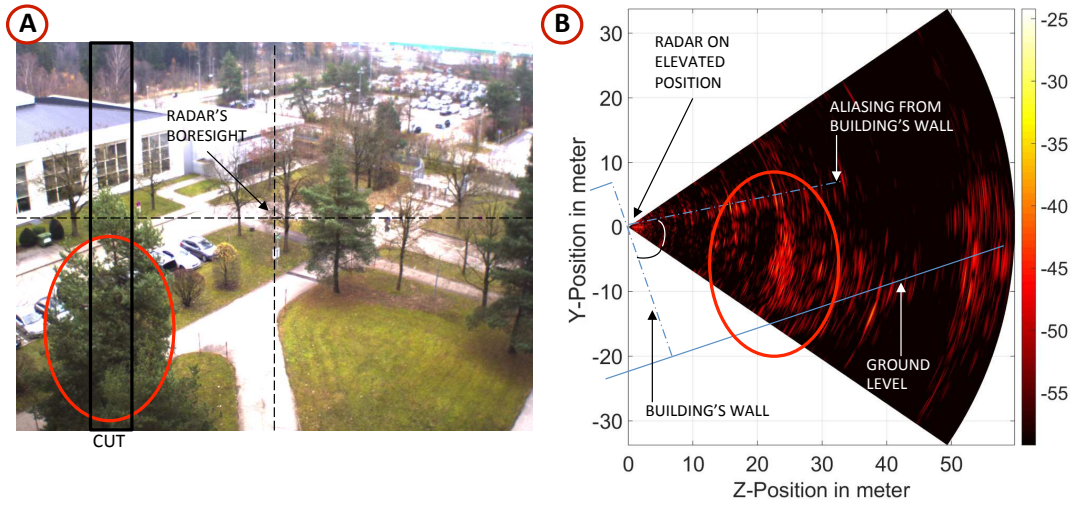 A
RADAR'S
BORESIGHT
CUT
B
RADAR ON
ELEVATED
POSITION
ALIASING FROM
BUILDING'S WALL
GROUND
LEVEL
BUILDING'S WALL
30
20
10
0
-10
-20
-30
Y-Position in meter
0
10
20
30
40
50
Z-Position in meter
-25
-30
-35
-40
-45
-50
-55